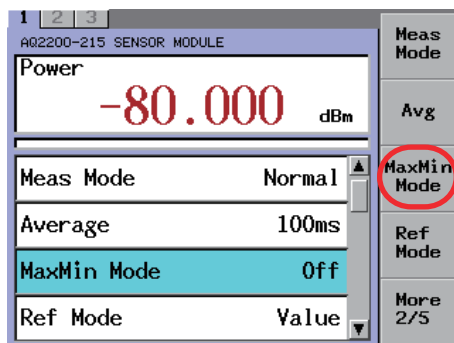 1 2 3
AQ2200-215 SENSOR MODULE
Power
-80.000 dBm
Meas Mode Normal
Average 100ms
MaxMin Mode Off
Ref Mode Value
Meas
Mode
Avg
MaxMin
Mode
Ref
Mode
More
2/5